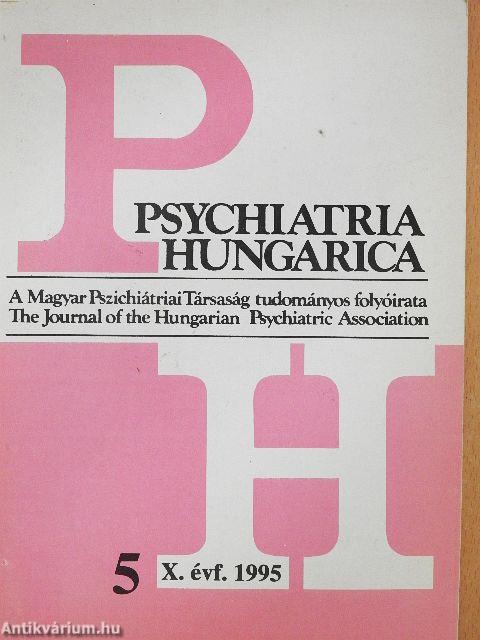 P
PSYCHIATRIA
HUNGARICA
A Magyar Pszichiátriai Társaság tudományos folyóirata
The Journal of the Hungarian Psychiatric Association
H
5 X. évf. 1995
Antikvárium.hu